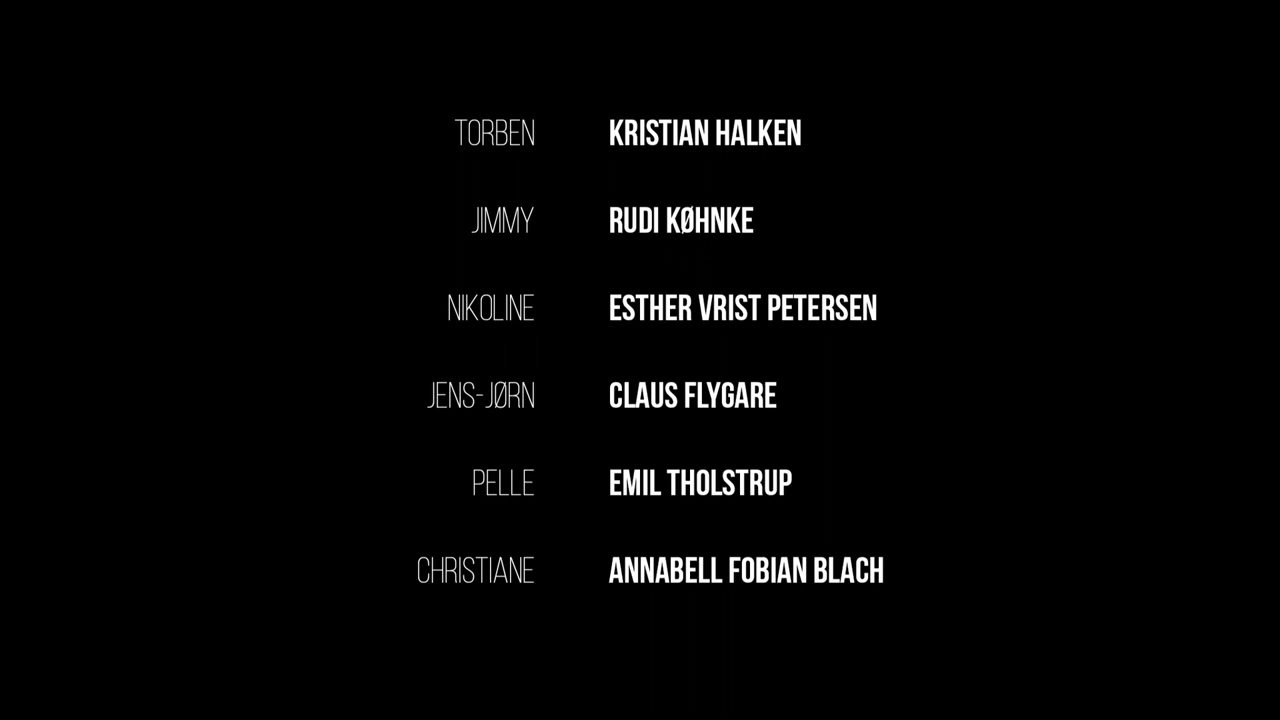 TORBEN KRISTIAN HALKEN
JIMMY RUDI KØHNKE
NIKOLINE ESTHER VRIST PETERSEN
JENS-JØRN CLAUS FLYGARE
PELLE EMIL THOLSTRUP
CHRISTIANE ANNABELL FOBIAN BLACH